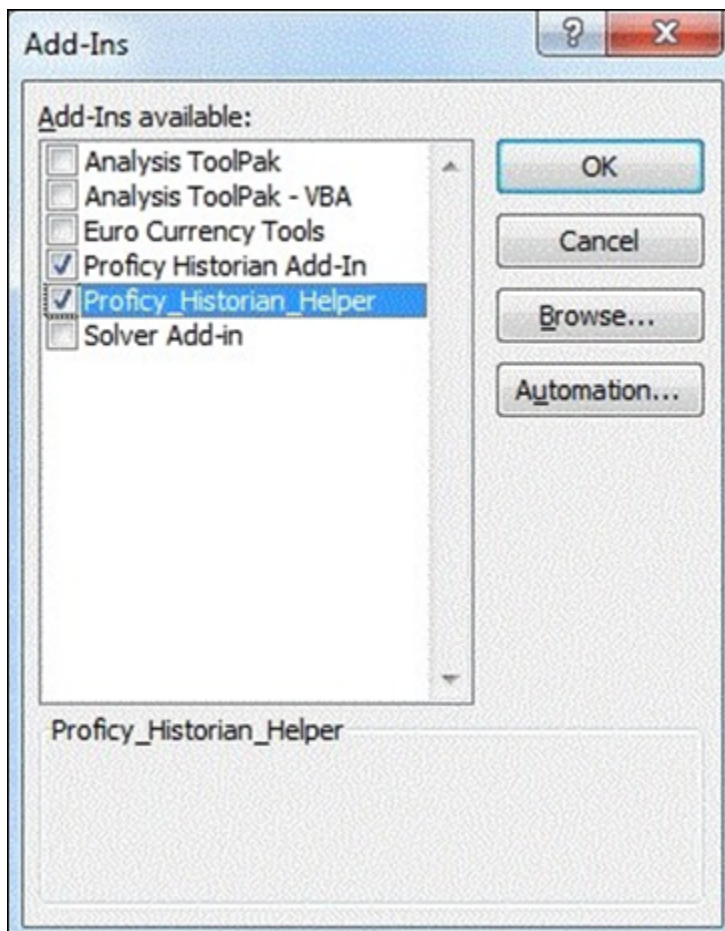 Add-Ins
Add-Ins available:
Analysis ToolPak
Analysis ToolPak - VBA
Euro Currency Tools
Proficy Historian Add-In
Proficy_Historian_Helper
Solver Add-in
OK
Cancel
Browse...
Automation...
Proficy_Historian_Helper